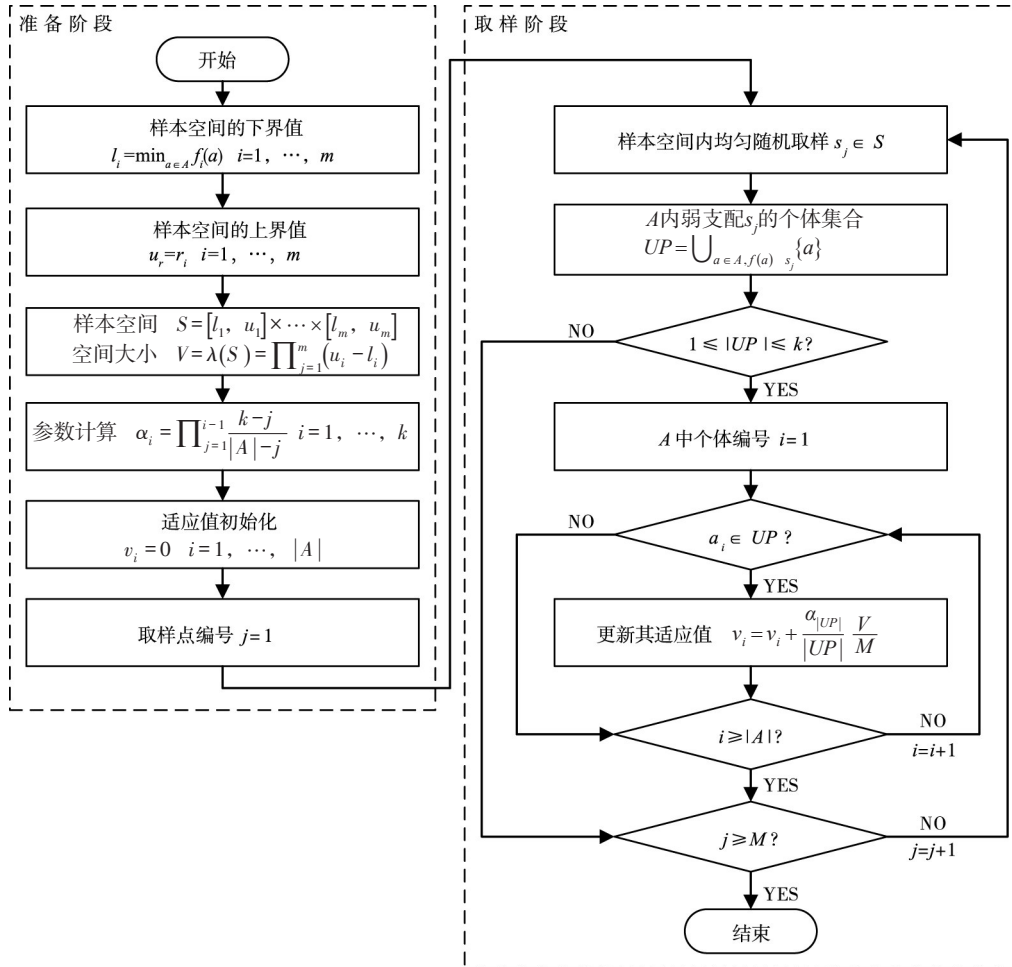 准备阶段
开始
样本空间的下界值
l_i=min_{a∈A}f_i(a) i=1, …, m
样本空间的上界值
u_r=r_i i=1, …, m
样本空间 S=[l_1, u_1]×⋯×[l_m, u_m]
空间大小 V=λ(S)=∏_{j=1}^{m}(u_i−l_i)
参数计算 α_i=∏_{j=1}^{i−1}\frac{k−j}{|A|−j} i=1, …, k
适应值初始化
v_i=0 i=1, …, |A|
取样点编号 j=1
取样阶段
样本空间内均匀随机取样 s_j∈S
A内弱支配s_j的个体集合
UP=⋃_{a∈A,f(a) s_j}{a}
1≤|UP|≤k?
NO
YES
A中个体编号 i=1
a_i∈UP?
NO
YES
更新其适应值 v_i=v_i+\frac{α_{|UP|}}{|UP|}\frac{V}{M}
i≥|A|?
NO
i=i+1
YES
j≥M?
NO
j=j+1
YES
结束